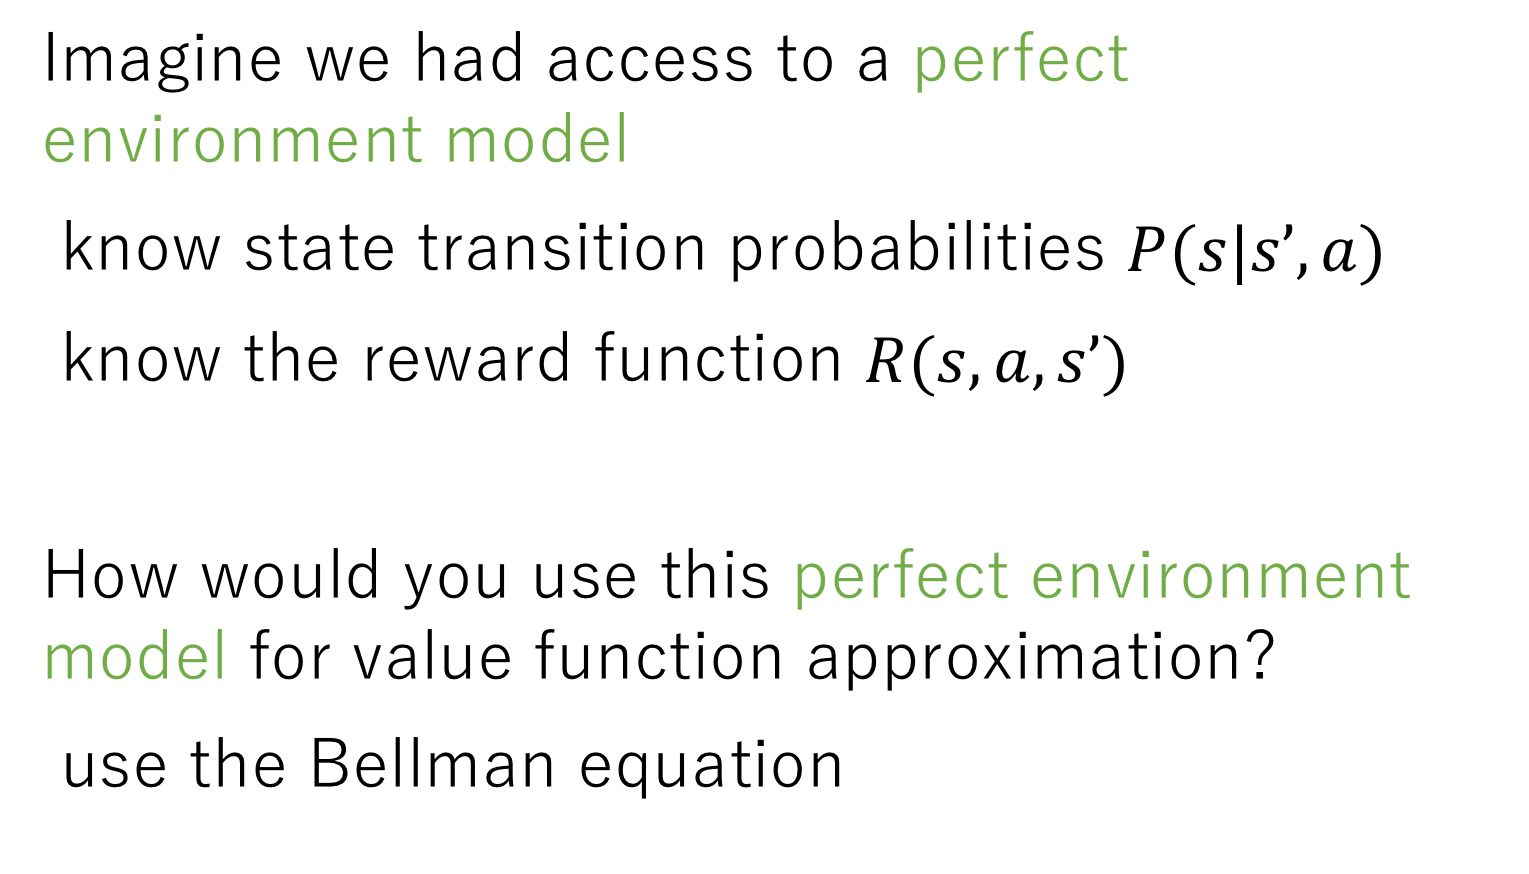 Imagine we had access to a perfect
environment model
know state transition probabilities P(s|s’, a)
know the reward function R(s, a, s’)
How would you use this perfect environment
model for value function approximation?
use the Bellman equation